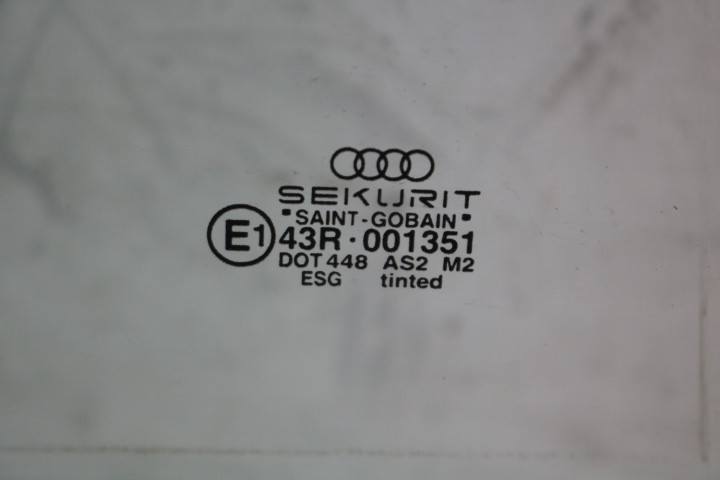 SEKURIT
"SAINT-GOBAIN"
E1 43R · 001351
DOT 448 AS2 M2
ESG tinted